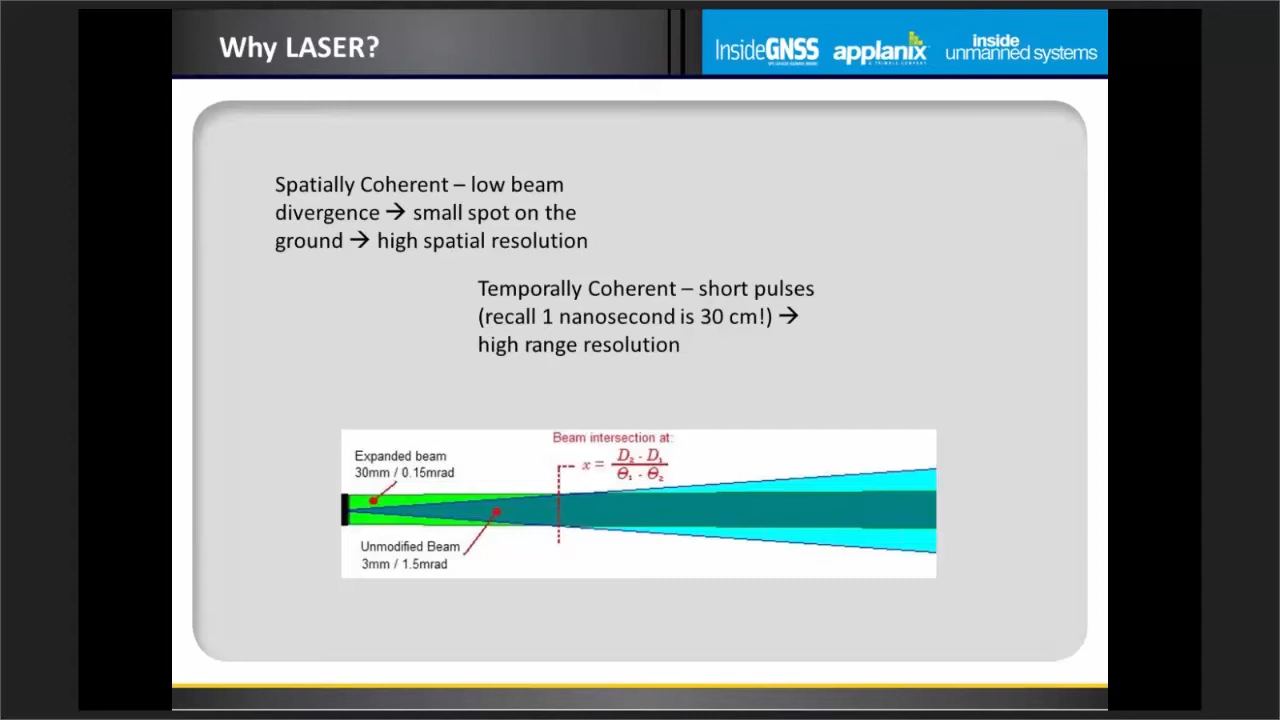 Why LASER?
InsideGNSS
applanix
inside
unmanned systems
Spatially Coherent – low beam
divergence → small spot on the
ground → high spatial resolution
Temporally Coherent – short pulses
(recall 1 nanosecond is 30 cm!) →
high range resolution
Beam intersection at:
x = D₂ - D₁ / Θ₁ - Θ₂
Expanded beam
30mm / 0.15mrad
Unmodified Beam
3mm / 1.5mrad